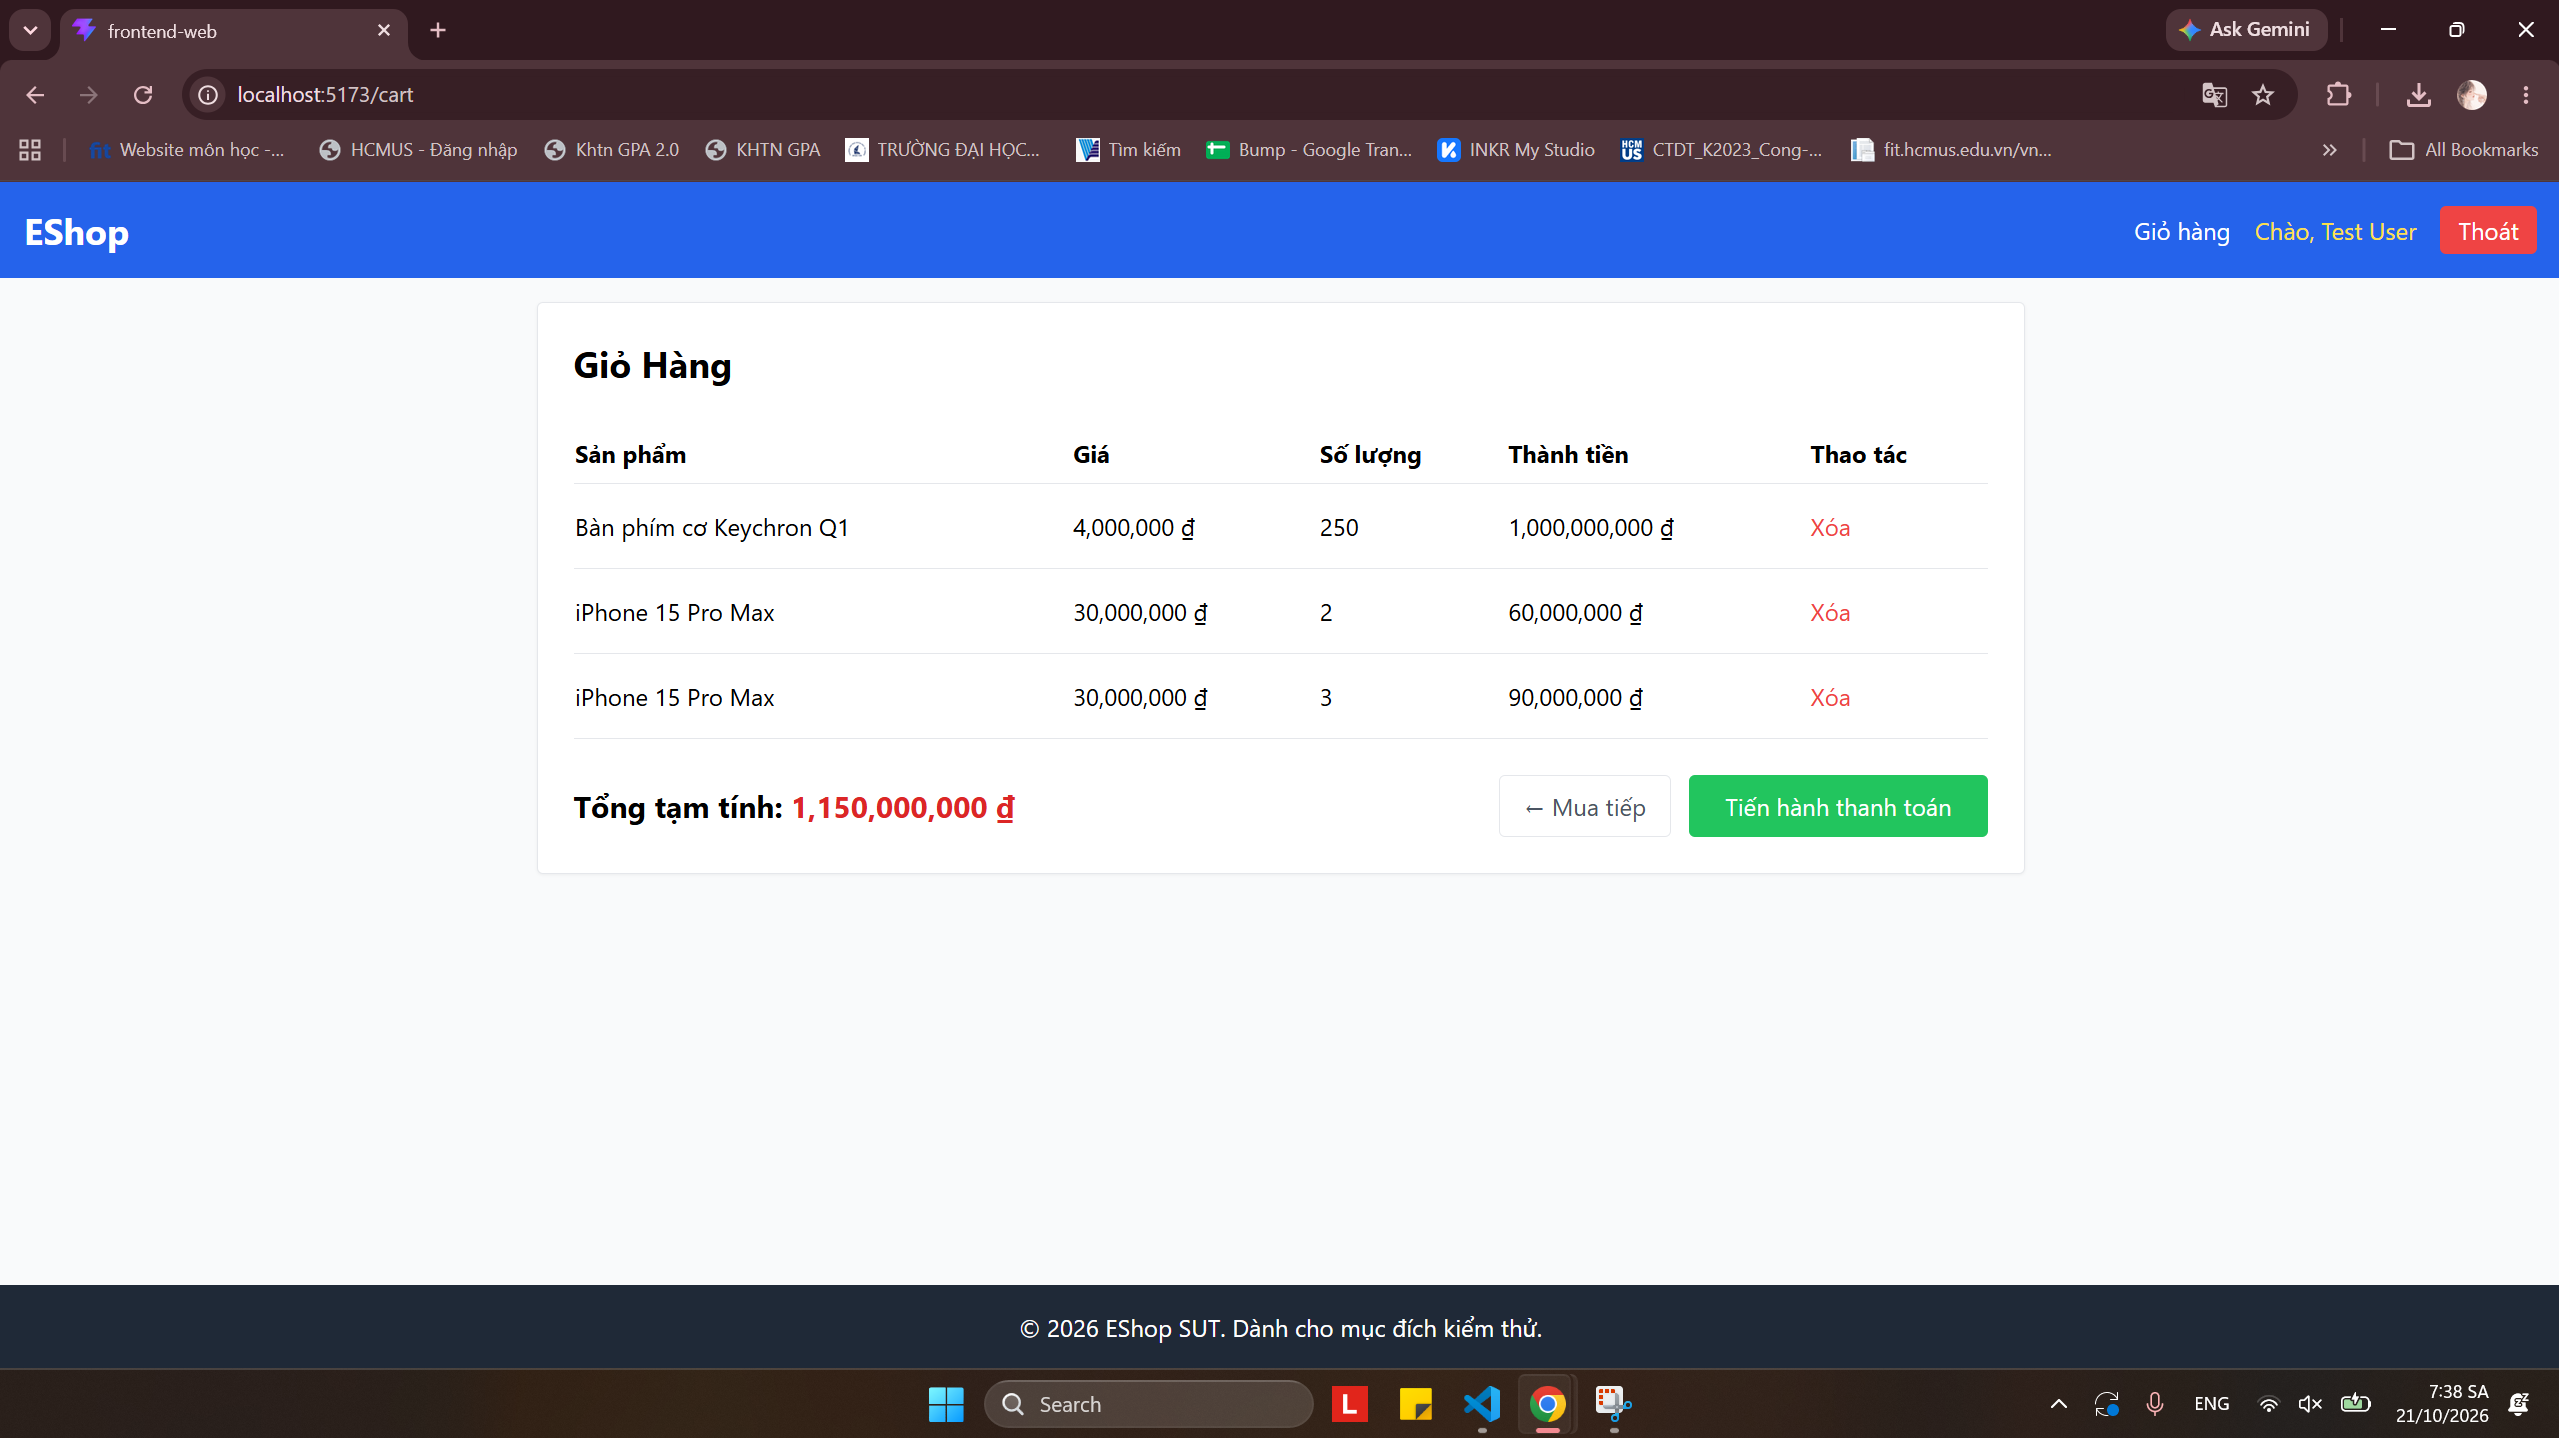 frontend-web
Ask Gemini
localhost:5173/cart
Website môn học -...
HCMUS - Đăng nhập
Khtn GPA 2.0
KHTN GPA
TRƯỜNG ĐẠI HỌC...
Tìm kiếm
Bump - Google Tran...
INKR My Studio
CTDT_K2023_Cong-...
fit.hcmus.edu.vn/vn...
All Bookmarks
EShop
Giỏ hàng
Chào, Test User
Thoát
Giỏ Hàng
Sản phẩm Giá Số lượng Thành tiền Thao tác
Bàn phím cơ Keychron Q1 4,000,000 ₫ 250 1,000,000,000 ₫ Xóa
iPhone 15 Pro Max 30,000,000 ₫ 2 60,000,000 ₫ Xóa
iPhone 15 Pro Max 30,000,000 ₫ 3 90,000,000 ₫ Xóa
Tổng tạm tính: 1,150,000,000 ₫
← Mua tiếp
Tiến hành thanh toán
© 2026 EShop SUT. Dành cho mục đích kiểm thử.
Search
ENG
7:38 SA
21/10/2026